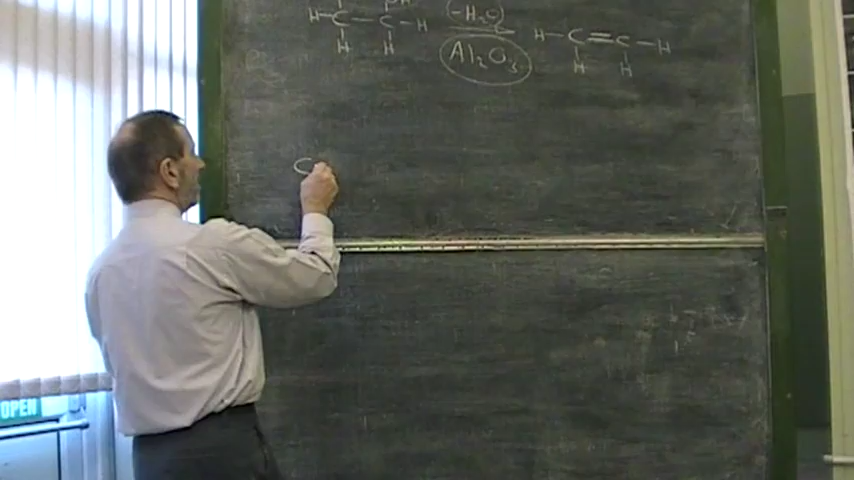 H–C–C–H (–H₂O) H–C=C–H
H H Al₂O₃ H H
C
OPEN